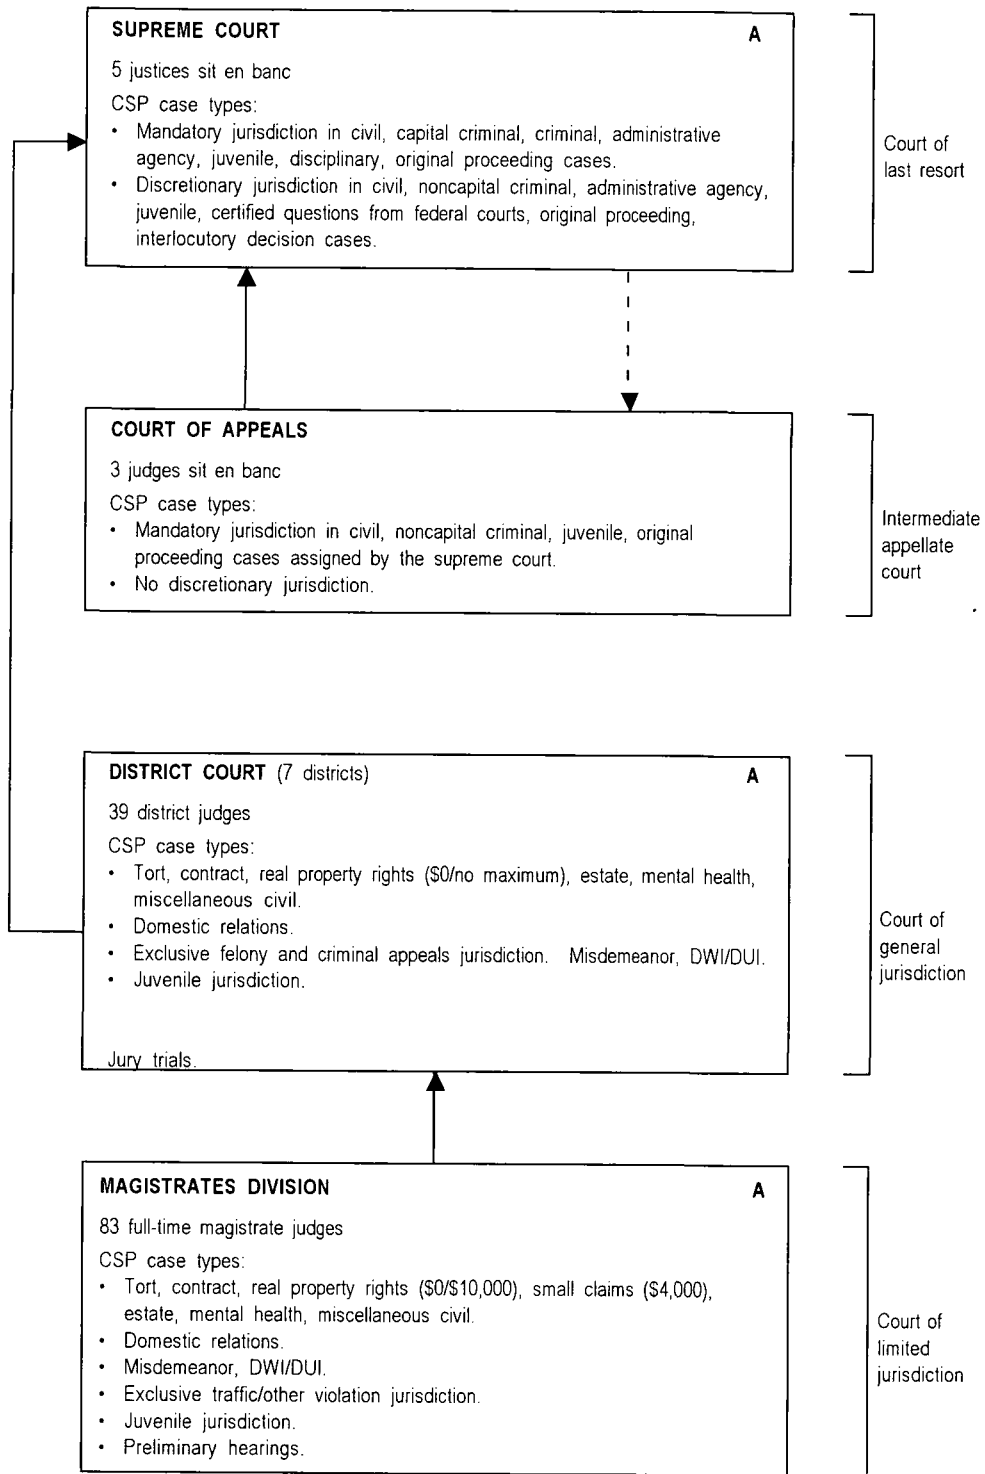 SUPREME COURT A
5 justices sit en banc
CSP case types:
• Mandatory jurisdiction in civil, capital criminal, criminal, administrative
agency, juvenile, disciplinary, original proceeding cases.
• Discretionary jurisdiction in civil, noncapital criminal, administrative agency,
juvenile, certified questions from federal courts, original proceeding,
interlocutory decision cases.
Court of
last resort
COURT OF APPEALS
3 judges sit en banc
CSP case types:
• Mandatory jurisdiction in civil, noncapital criminal, juvenile, original
proceeding cases assigned by the supreme court.
• No discretionary jurisdiction.
Intermediate
appellate
court
DISTRICT COURT (7 districts) A
39 district judges
CSP case types:
• Tort, contract, real property rights ($0/no maximum), estate, mental health,
miscellaneous civil.
• Domestic relations.
• Exclusive felony and criminal appeals jurisdiction. Misdemeanor, DWI/DUI.
• Juvenile jurisdiction.
Jury trials.
Court of
general
jurisdiction
MAGISTRATES DIVISION A
83 full-time magistrate judges
CSP case types:
• Tort, contract, real property rights ($0/$10,000), small claims ($4,000),
estate, mental health, miscellaneous civil.
• Domestic relations.
• Misdemeanor, DWI/DUI.
• Exclusive traffic/other violation jurisdiction.
• Juvenile jurisdiction.
• Preliminary hearings.
Court of
limited
jurisdiction